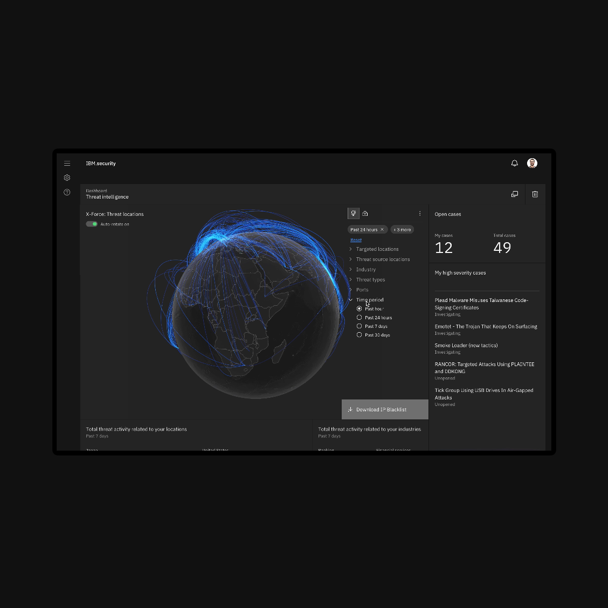 IBM security
Dashboard
Threat intelligence
X-Force: Threat locations
Auto-rotate on
Past 24 hours ×
+ 3 more
Reset
Targeted locations
Threat source locations
Industry
Threat types
Ports
Time period
Past hour
Past 24 hours
Past 7 days
Past 30 days
Download IP Blacklist
Open cases
My cases
Total cases
12
49
My high severity cases
Plead Malware Misuses Taiwanese Code-
Signing Certificates
Investigating
Emotet - The Trojan That Keeps On Surfacing
Investigating
Smoke Loader (new tactics)
Investigating
RANCOR: Targeted Attacks Using PLAINTEE
and DDKONG
Unopened
Tick Group Using USB Drives In Air-Gapped
Attacks
Unopened
Total threat activity related to your locations
Past 7 days
Total threat activity related to your industries
Past 7 days